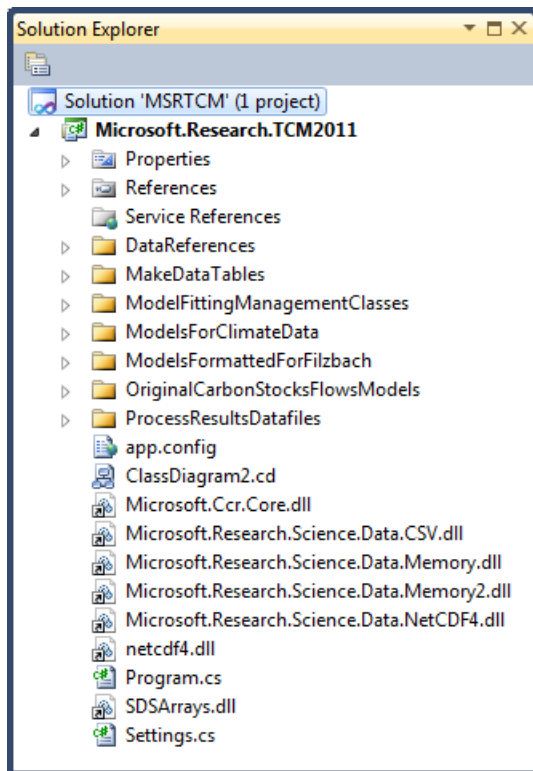 Solution Explorer
Solution 'MSRTCM' (1 project)
Microsoft.Research.TCM2011
Properties
References
Service References
DataReferences
MakeDataTables
ModelFittingManagementClasses
ModelsForClimateData
ModelsFormattedForFilzbach
OriginalCarbonStocksFlowsModels
ProcessResultsDatafiles
app.config
ClassDiagram2.cd
Microsoft.Ccr.Core.dll
Microsoft.Research.Science.Data.CSV.dll
Microsoft.Research.Science.Data.Memory.dll
Microsoft.Research.Science.Data.Memory2.dll
Microsoft.Research.Science.Data.NetCDF4.dll
netcdf4.dll
Program.cs
SDSArrays.dll
Settings.cs